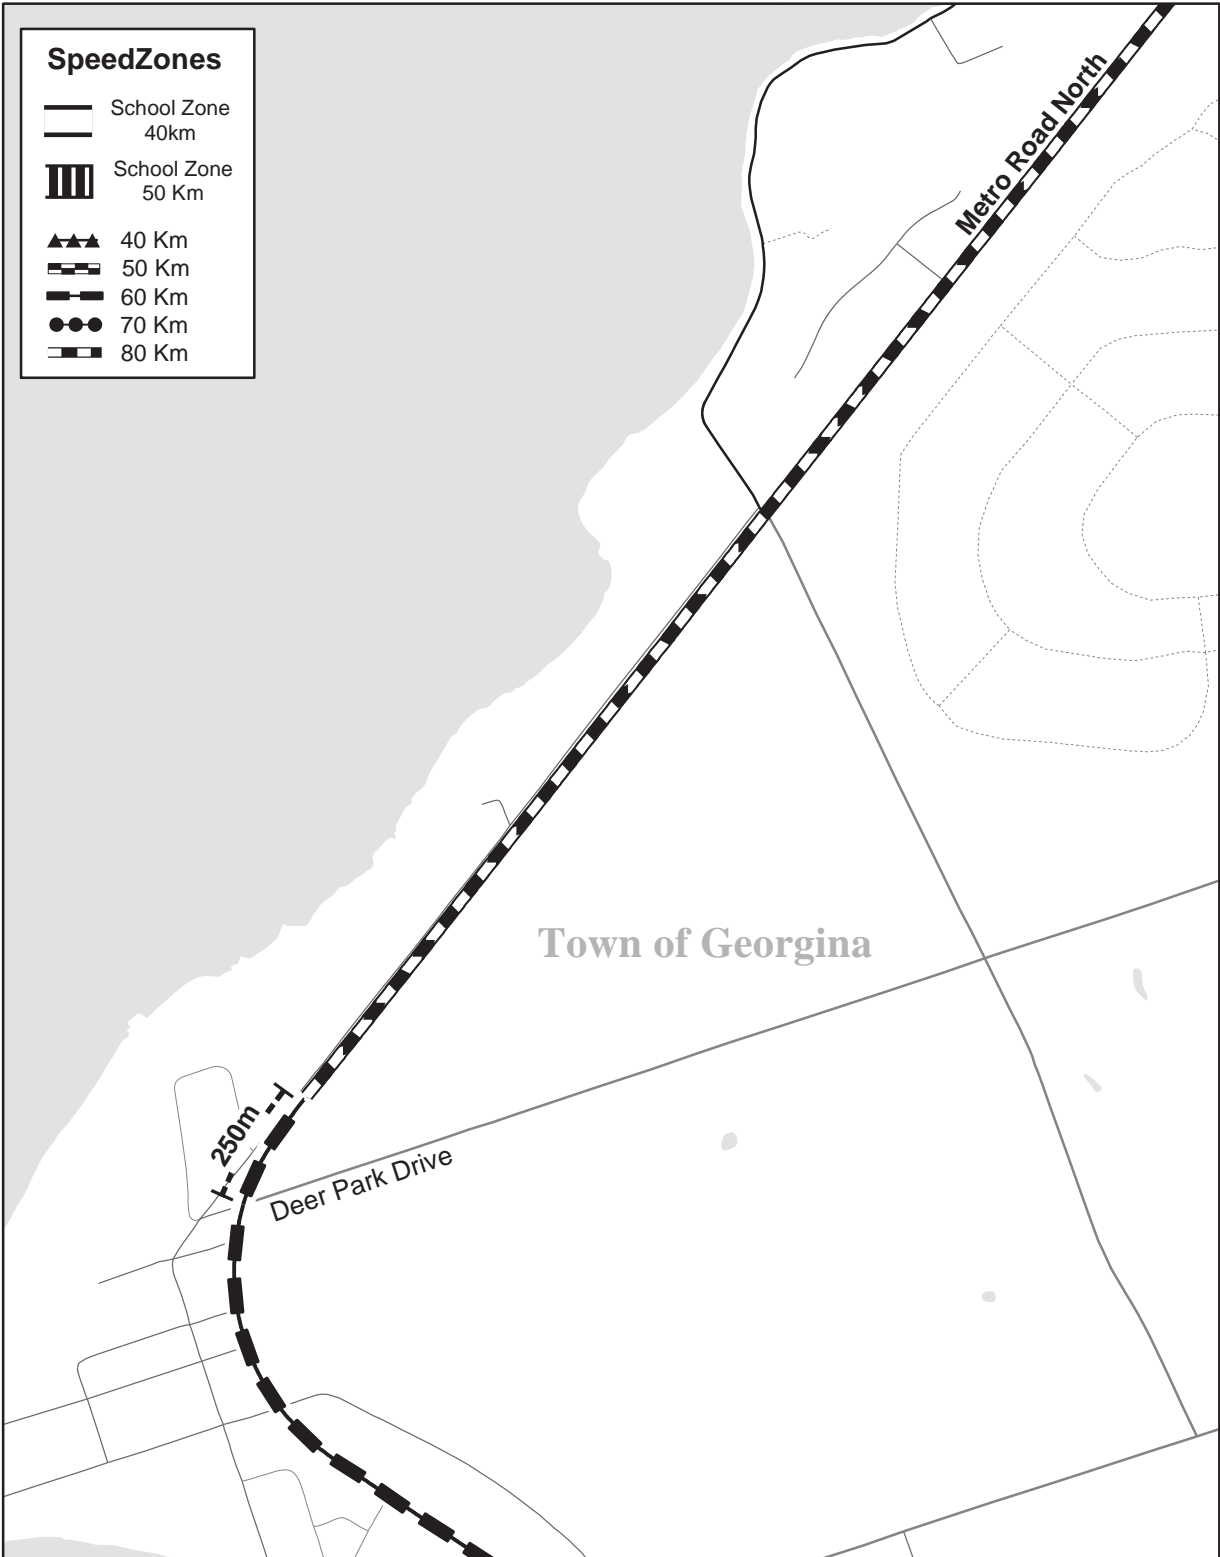 SpeedZones
School Zone
40km
School Zone
50 Km
40 Km
50 Km
60 Km
70 Km
80 Km
Metro Road North
Town of Georgina
250m
Deer Park Drive